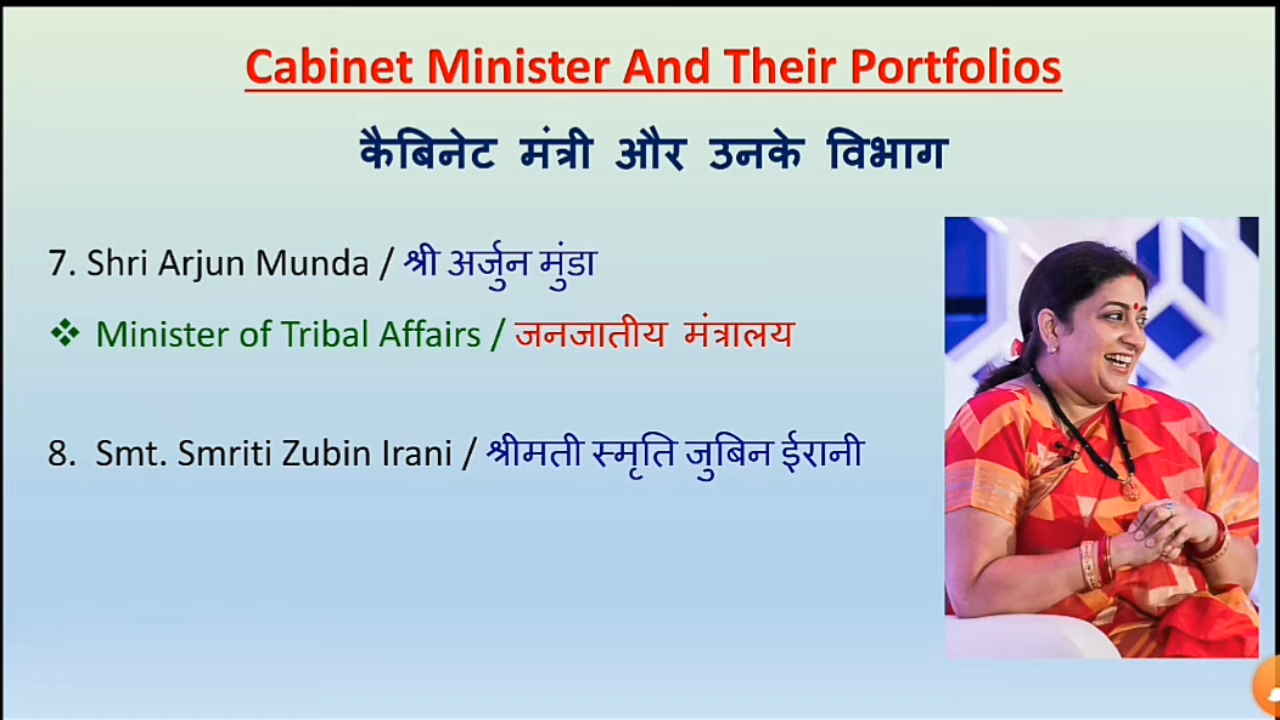 Cabinet Minister And Their Portfolios
कैबिनेट मंत्री और उनके विभाग
7. Shri Arjun Munda / श्री अर्जुन मुंडा
❖ Minister of Tribal Affairs / जनजातीय मंत्रालय
8. Smt. Smriti Zubin Irani / श्रीमती स्मृति जुबिन ईरानी